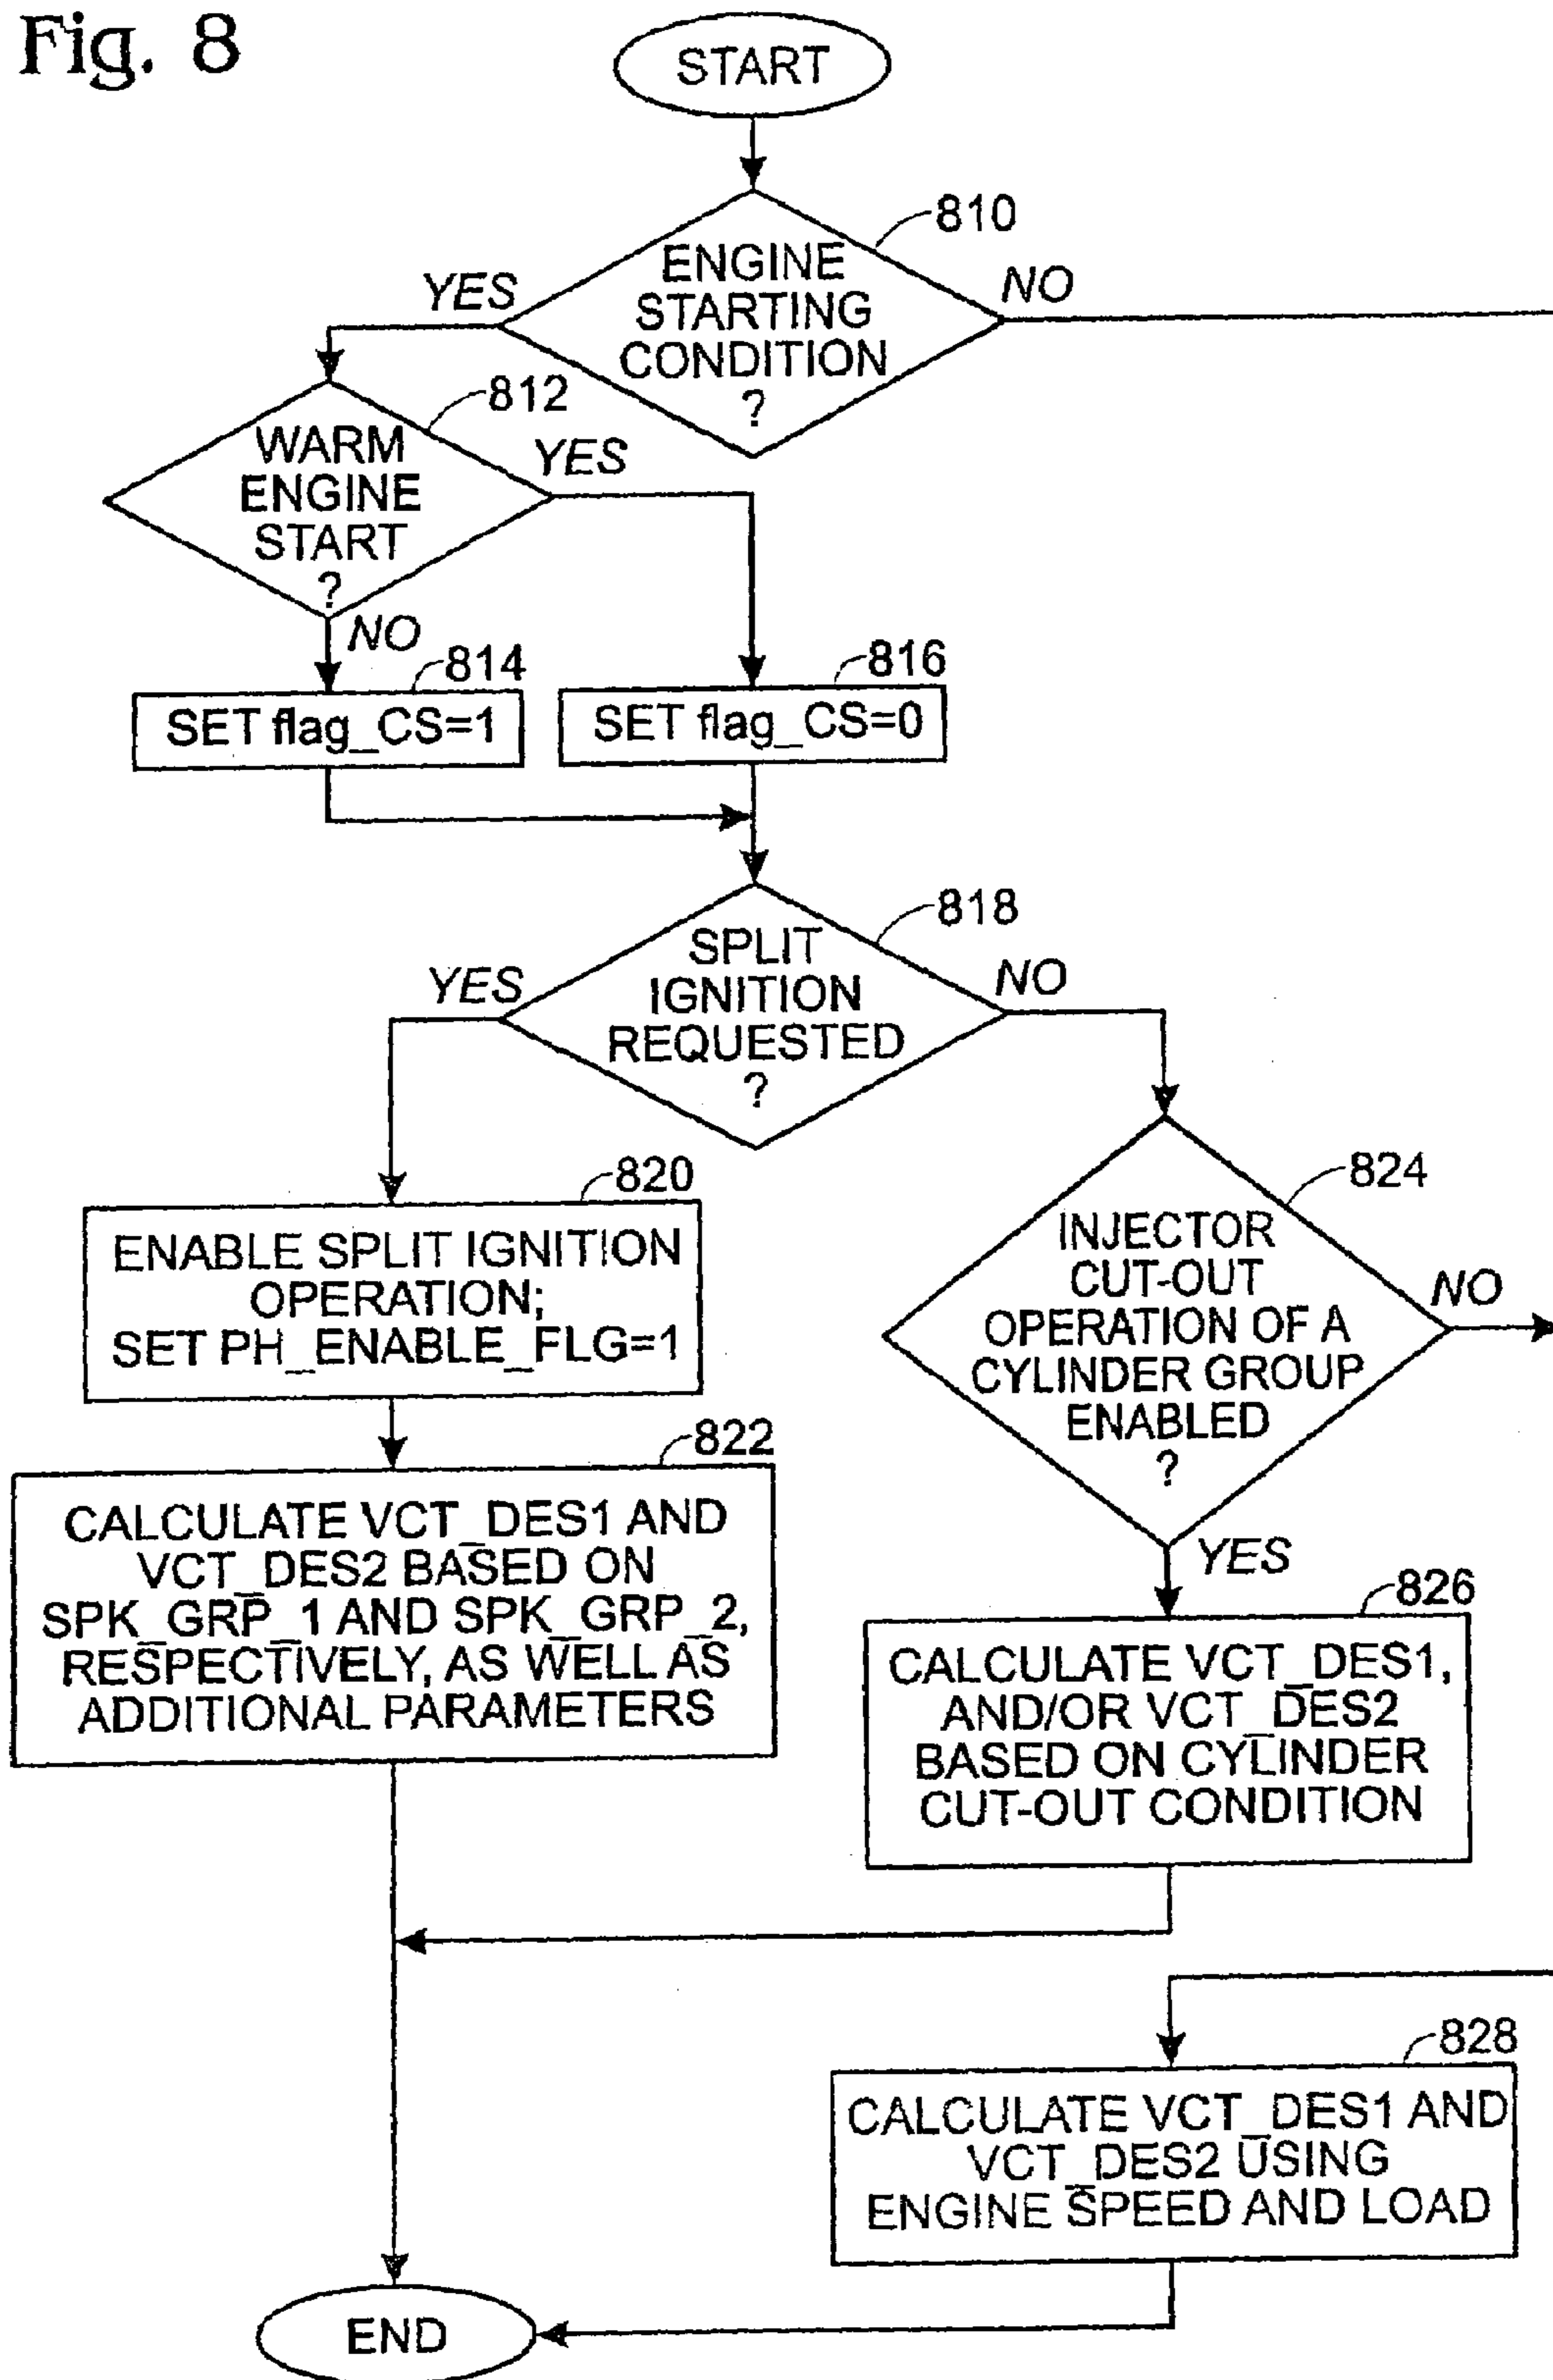 Fig. 8
START
810
ENGINE
STARTING
CONDITION
?
YES
NO
812
WARM
ENGINE
START
?
YES
NO
814
SET flag_CS=1
816
SET flag_CS=0
818
SPLIT
IGNITION
REQUESTED
?
YES
NO
820
ENABLE SPLIT IGNITION
OPERATION;
SET PH_ENABLE_FLG=1
824
INJECTOR
CUT-OUT
OPERATION OF A
CYLINDER GROUP
ENABLED
?
NO
YES
822
CALCULATE VCT_DES1 AND
VCT_DES2 BASED ON
SPK_GRP_1 AND SPK_GRP_2,
RESPECTIVELY, AS WELL AS
ADDITIONAL PARAMETERS
826
CALCULATE VCT_DES1,
AND/OR VCT_DES2
BASED ON CYLINDER
CUT-OUT CONDITION
828
CALCULATE VCT_DES1 AND
VCT_DES2 USING
ENGINE SPEED AND LOAD
END